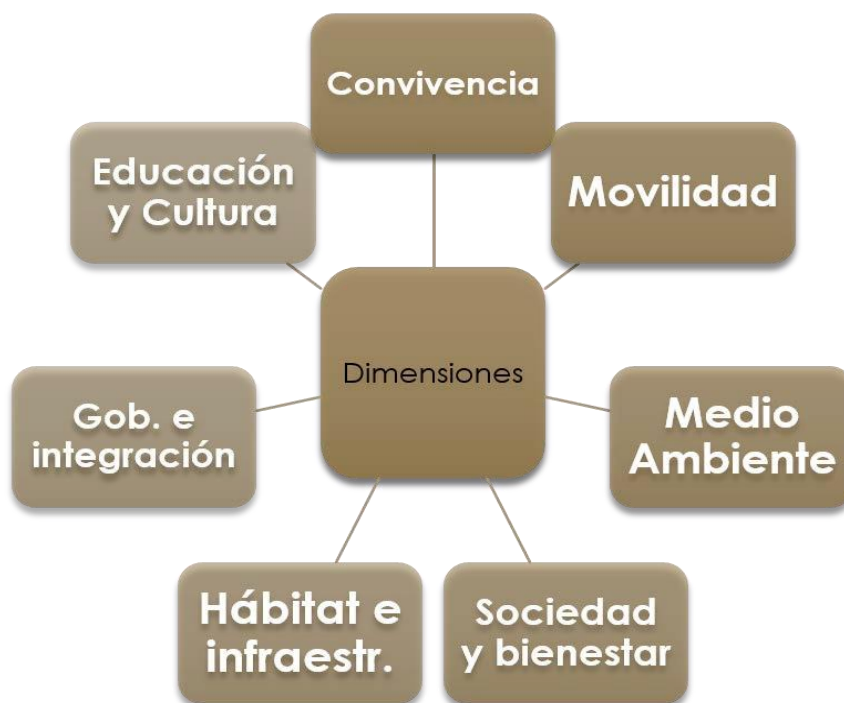 Convivencia
Movilidad
Medio
Ambiente
Sociedad
y bienestar
Hábitat e
infraestr.
Gob. e
integración
Educación
y Cultura
Dimensiones